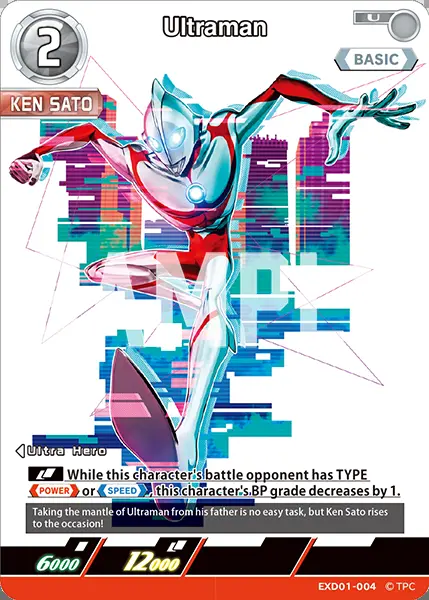 Ultraman
2
U
BASIC
KEN SATO
SAMPLE
Ultra Hero
While this character's battle opponent has TYPE
POWER or SPEED, this character's BP grade decreases by 1.
Taking the mantle of Ultraman from his father is no easy task, but Ken Sato rises
to the occasion!
6000
12000
EXD01-004 © TPC